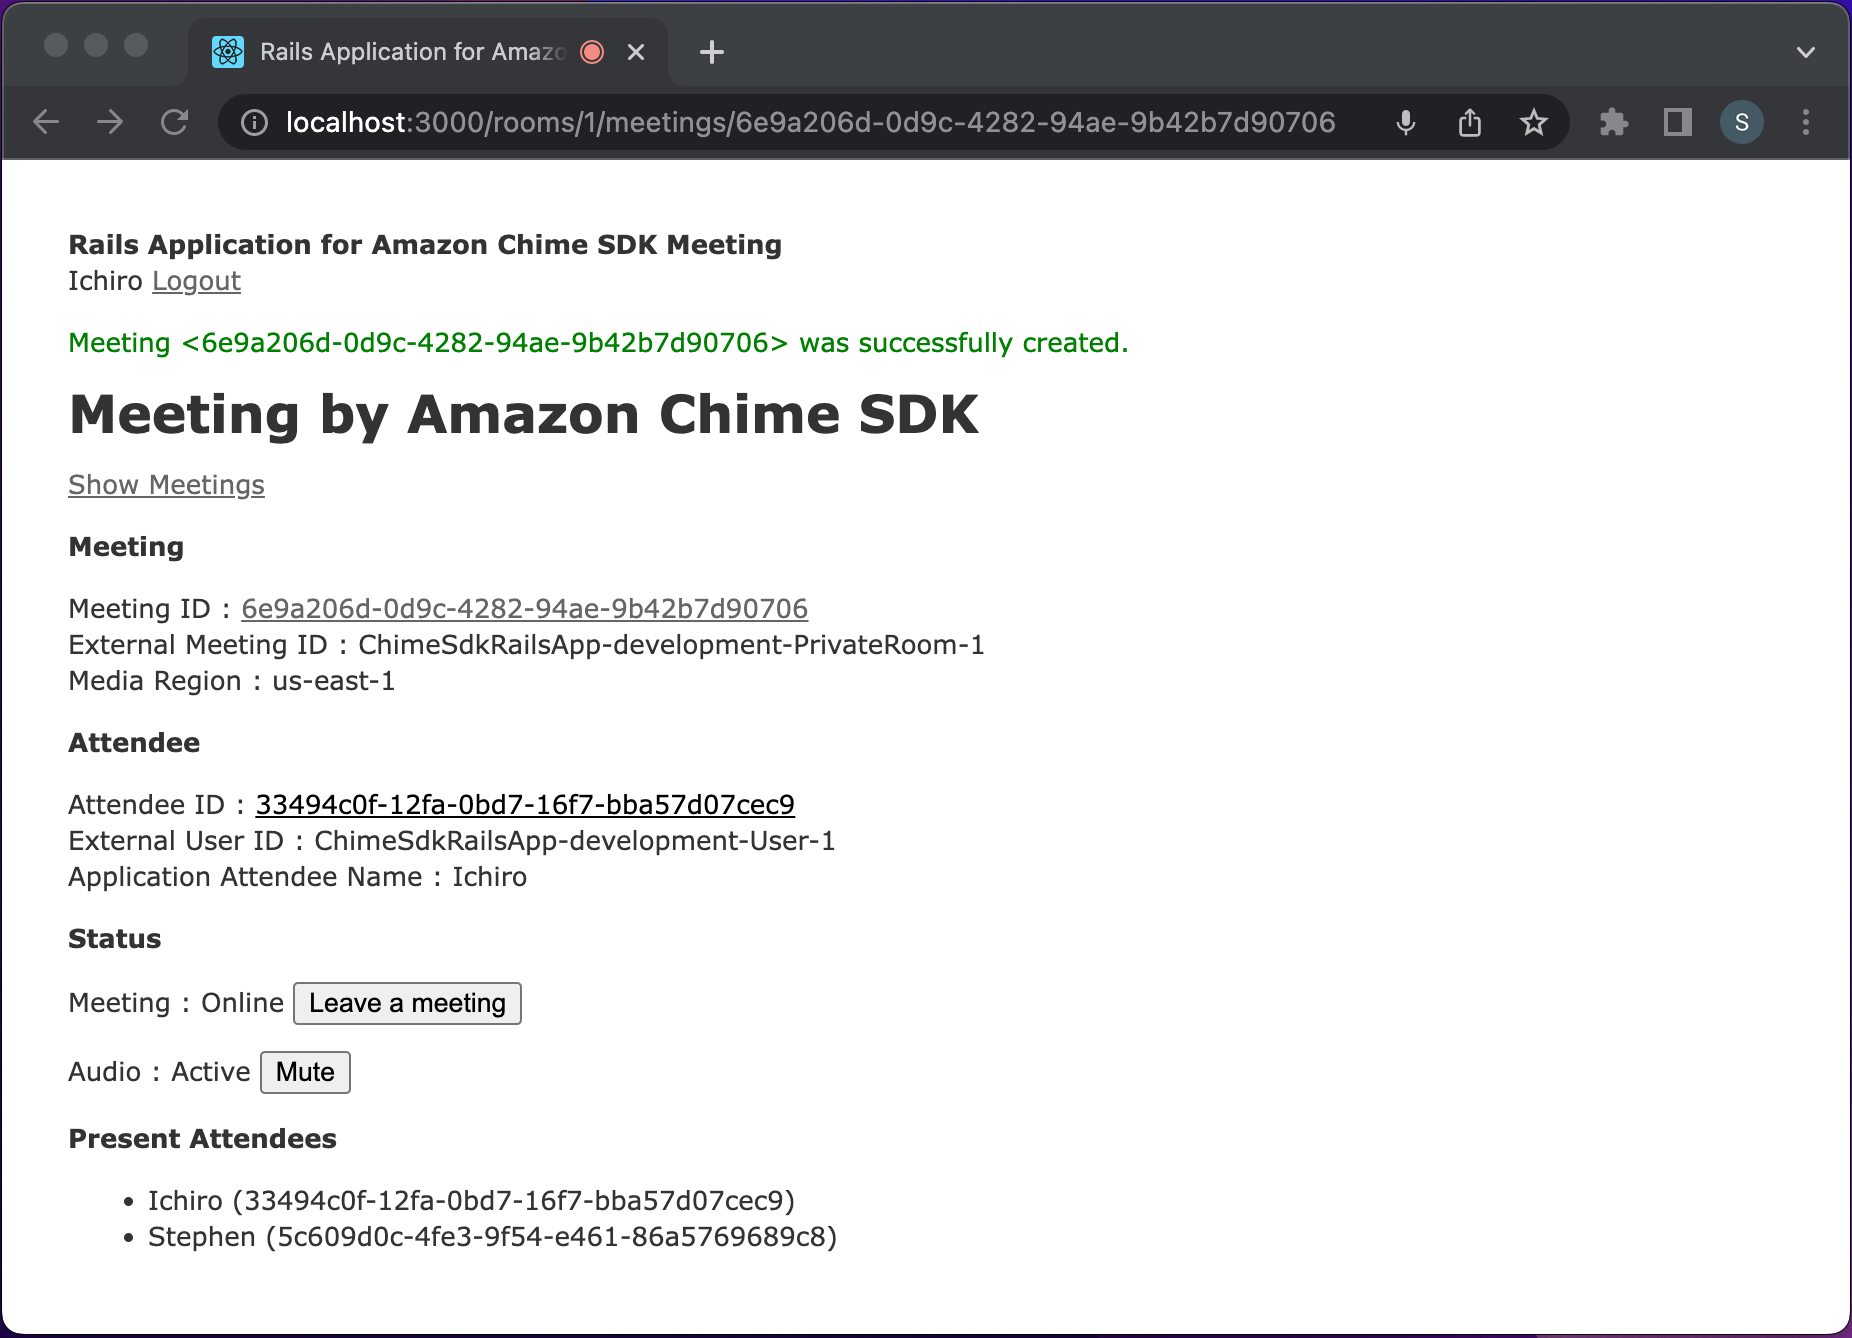 Rails Application for Amazo
localhost:3000/rooms/1/meetings/6e9a206d-0d9c-4282-94ae-9b42b7d90706
S
Rails Application for Amazon Chime SDK Meeting
Ichiro Logout
Meeting <6e9a206d-0d9c-4282-94ae-9b42b7d90706> was successfully created.
Meeting by Amazon Chime SDK
Show Meetings
Meeting
Meeting ID : 6e9a206d-0d9c-4282-94ae-9b42b7d90706
External Meeting ID : ChimeSdkRailsApp-development-PrivateRoom-1
Media Region : us-east-1
Attendee
Attendee ID : 33494c0f-12fa-0bd7-16f7-bba57d07cec9
External User ID : ChimeSdkRailsApp-development-User-1
Application Attendee Name : Ichiro
Status
Meeting : Online Leave a meeting
Audio : Active Mute
Present Attendees
• Ichiro (33494c0f-12fa-0bd7-16f7-bba57d07cec9)
• Stephen (5c609d0c-4fe3-9f54-e461-86a5769689c8)